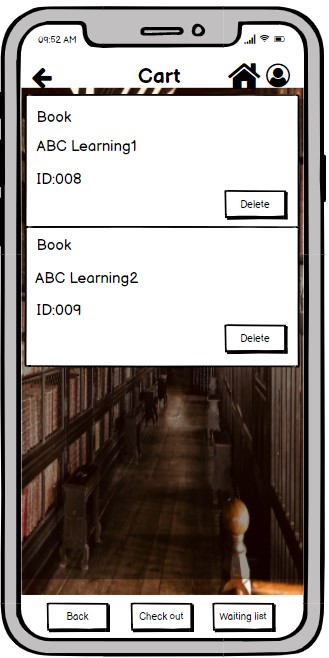 09:52 AM
Cart
Book
ABC Learning1
ID:008
Delete
Book
ABC Learning2
ID:009
Delete
Back
Check out
Waiting list